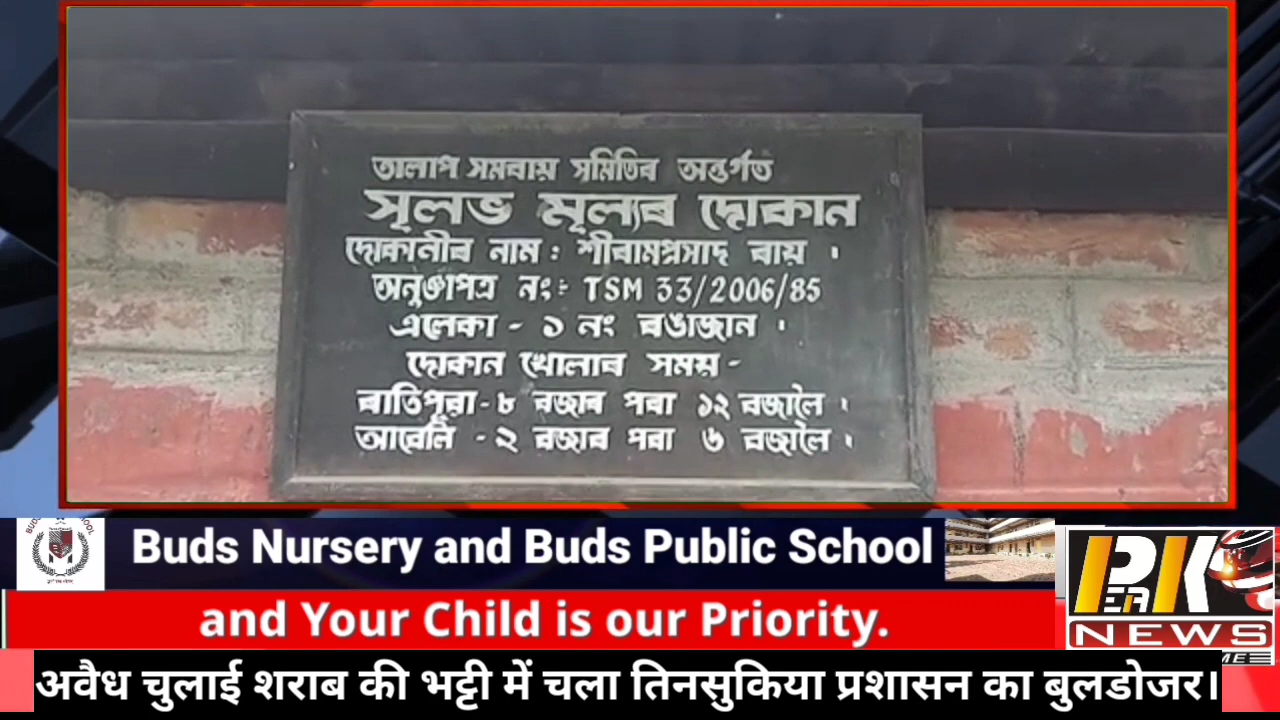 তালাপ সমবায় সমিতিৰ অন্তৰ্গত
সূলভ মূল্যৰ দোকান
দোকানীৰ নাম : শ্ৰীৰামপ্ৰসাদ ৰায় ।
অনুজ্ঞাপত্ৰ নং:- TSM 33/2006/85
এলেকা - ১ নং ৰঙাজান ।
দোকান খোলাৰ সময় -
ৰাতিপুৱা - ৮ বজাৰ পৰা ১২ বজালৈ ।
আবেলি - ২ বজাৰ পৰা ৬ বজালৈ ।
Buds Nursery and Buds Public School
and Your Child is our Priority.
PEAK
NEWS
अवैध चुलाई शराब की भट्टी में चला तिनसुकिया प्रशासन का बुलडोजर।